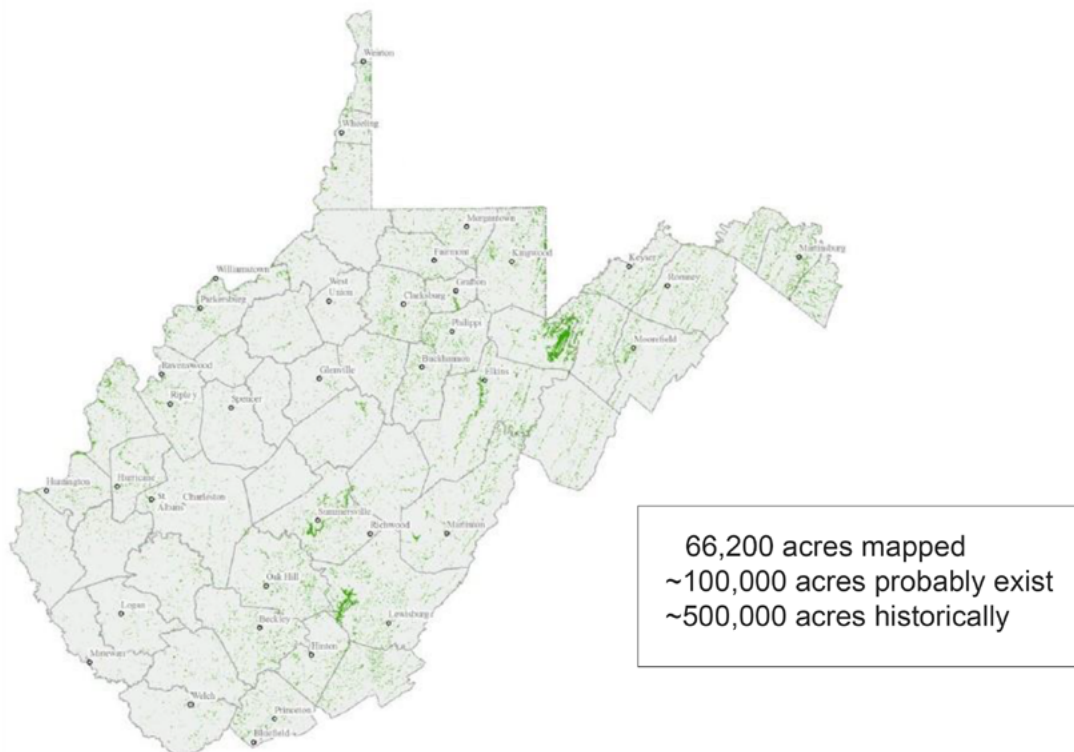 Weirton
Wheeling
Morgantown
Fairmont
Kingwood
Martinsburg
Keyser
Romney
Williamstown
West
Union
Grafton
Clarksburg
Parkersburg
Philippi
Moorefield
Buckhannon
Elkins
Ravenswood
Glenville
Ripley
Spencer
Huntington
Hurricane
St.
Albans
Charleston
Summersville
Richwood
Marlinton
Oak Hill
Logan
Beckley
Lewisburg
Hinton
Matewan
Welch
Princeton
Bluefield
66,200 acres mapped
~100,000 acres probably exist
~500,000 acres historically